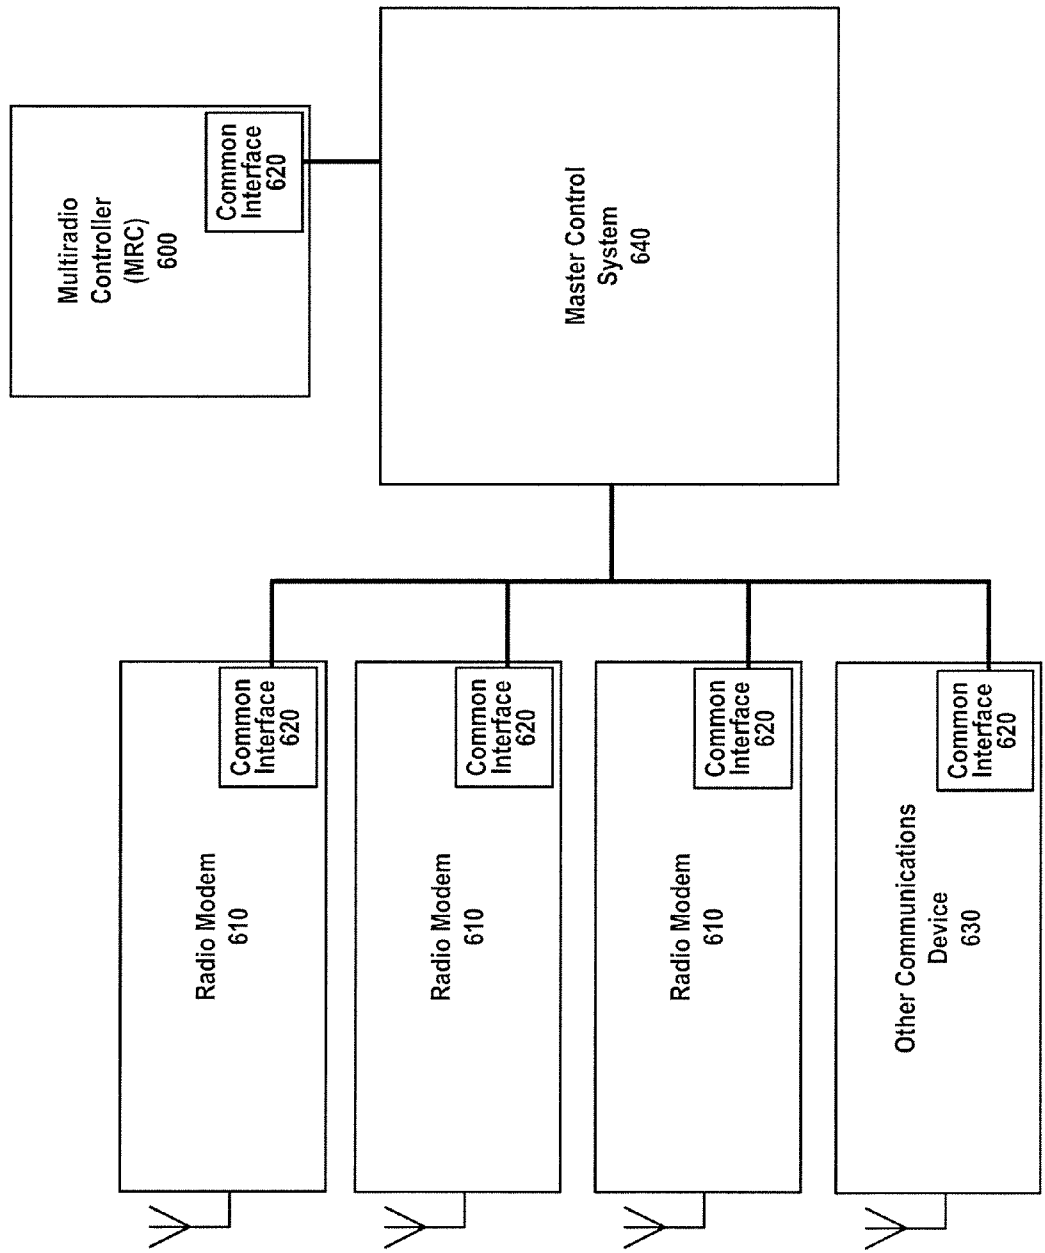 Multiradio
Controller
(MRC)
600
Common
Interface
620
Master Control
System
640
Radio Modem
610
Common
Interface
620
Radio Modem
610
Common
Interface
620
Radio Modem
610
Common
Interface
620
Other Communications
Device
630
Common
Interface
620